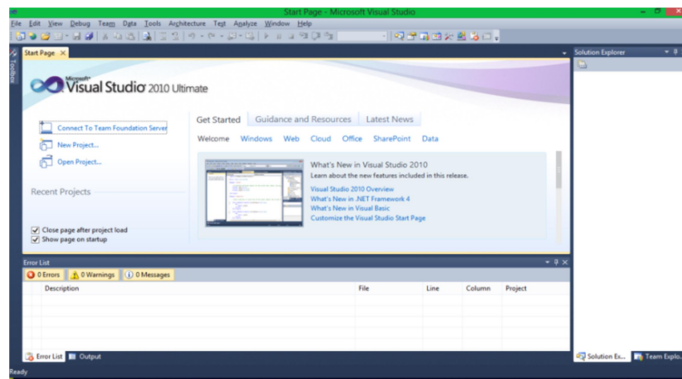 Start Page - Microsoft Visual Studio
File Edit View Debug Team Data Tools Architecture Test Analyze Window Help
Start Page
Solution Explorer
Toolbox
Microsoft
Visual Studio 2010 Ultimate
Get Started Guidance and Resources Latest News
Connect To Team Foundation Server
Welcome Windows Web Cloud Office SharePoint Data
New Project...
Open Project...
What's New in Visual Studio 2010
Learn about the new features included in this release.
Visual Studio 2010 Overview
What's New in .NET Framework 4
What's New in Visual Basic
Customize the Visual Studio Start Page
Recent Projects
Close page after project load
Show page on startup
Error List
0 Errors 0 Warnings 0 Messages
Description File Line Column Project
Error List Output
Solution Ex... Team Explo...
Ready